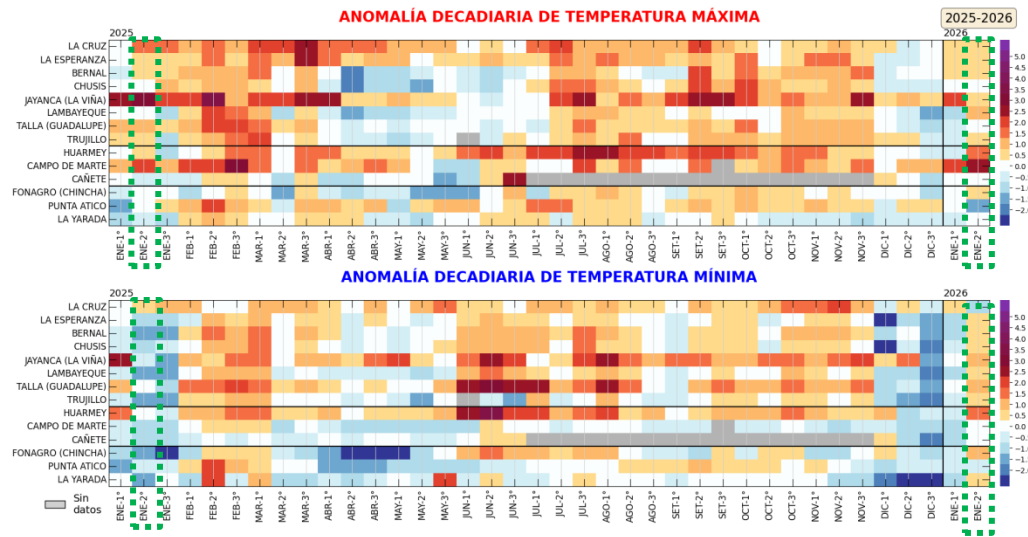 ANOMALÍA DECADIARIA DE TEMPERATURA MÁXIMA
2025-2026
2025
2026
LA CRUZ
LA ESPERANZA
BERNAL
CHUSIS
JAYANCA (LA VIÑA)
LAMBAYEQUE
TALLA (GUADALUPE)
TRUJILLO
HUARMEY
CAMPO DE MARTE
CAÑETE
FONAGRO (CHINCHA)
PUNTA ATICO
LA YARADA
5.0
4.5
4.0
3.5
3.0
2.5
2.0
1.5
1.0
0.5
0.0
ENE-1° ENE-2° ENE-3° FEB-1° FEB-2° FEB-3° MAR-1° MAR-2° MAR-3° ABR-1° ABR-2° ABR-3° MAY-1° MAY-2° MAY-3° JUN-1° JUN-2° JUN-3° JUL-1° JUL-2° JUL-3° AGO-1° AGO-2° AGO-3° SET-1° SET-2° SET-3° OCT-1° OCT-2° OCT-3° NOV-1° NOV-2° NOV-3° DIC-1° DIC-2° DIC-3° ENE-1° ENE-2°
ANOMALÍA DECADIARIA DE TEMPERATURA MÍNIMA
2025
2026
LA CRUZ
LA ESPERANZA
BERNAL
CHUSIS
JAYANCA (LA VIÑA)
LAMBAYEQUE
TALLA (GUADALUPE)
TRUJILLO
HUARMEY
CAMPO DE MARTE
CAÑETE
FONAGRO (CHINCHA)
PUNTA ATICO
LA YARADA
5.0
4.5
4.0
3.5
3.0
2.5
2.0
1.5
1.0
0.5
0.0
ENE-1° ENE-2° ENE-3° FEB-1° FEB-2° FEB-3° MAR-1° MAR-2° MAR-3° ABR-1° ABR-2° ABR-3° MAY-1° MAY-2° MAY-3° JUN-1° JUN-2° JUN-3° JUL-1° JUL-2° JUL-3° AGO-1° AGO-2° AGO-3° SET-1° SET-2° SET-3° OCT-1° OCT-2° OCT-3° NOV-1° NOV-2° NOV-3° DIC-1° DIC-2° DIC-3° ENE-1° ENE-2°
Sin
datos